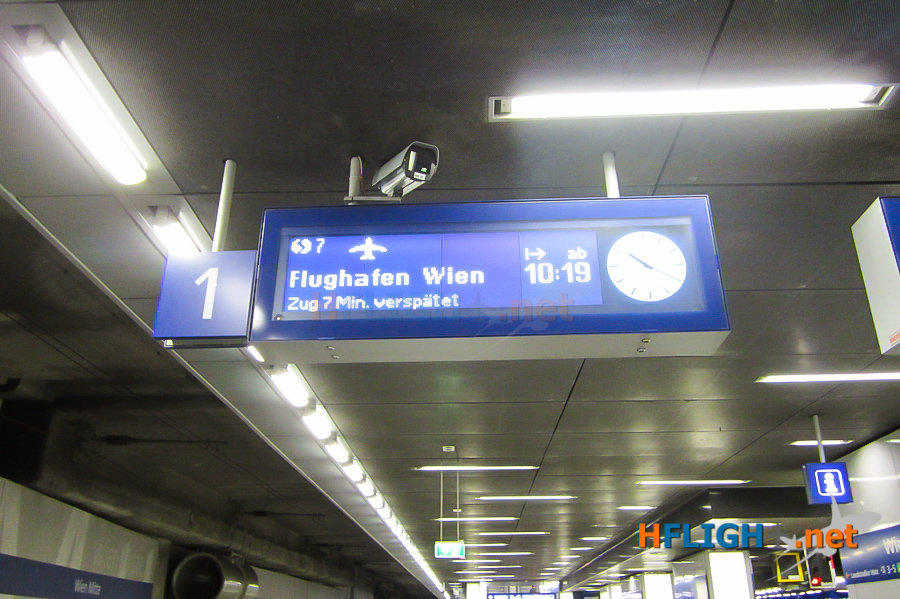 1
S 7
Flughafen Wien
Zug 7 Min. verspätet
ab
10:19
Wien Mitte
HFLIGH .net